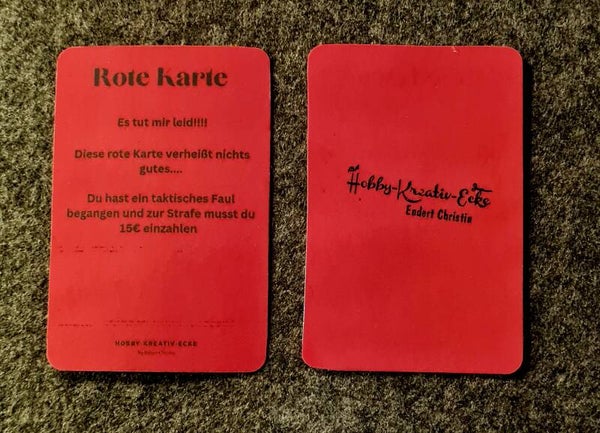 Rote Karte
Es tut mir leid!!!!
Diese rote Karte verheißt nichts
gutes....
Du hast ein taktisches Faul
begangen und zur Strafe musst du
15€ einzahlen
HOBBY-KREATIV-ECKE
Hobby-Kreativ-Ecke
Endert Christin